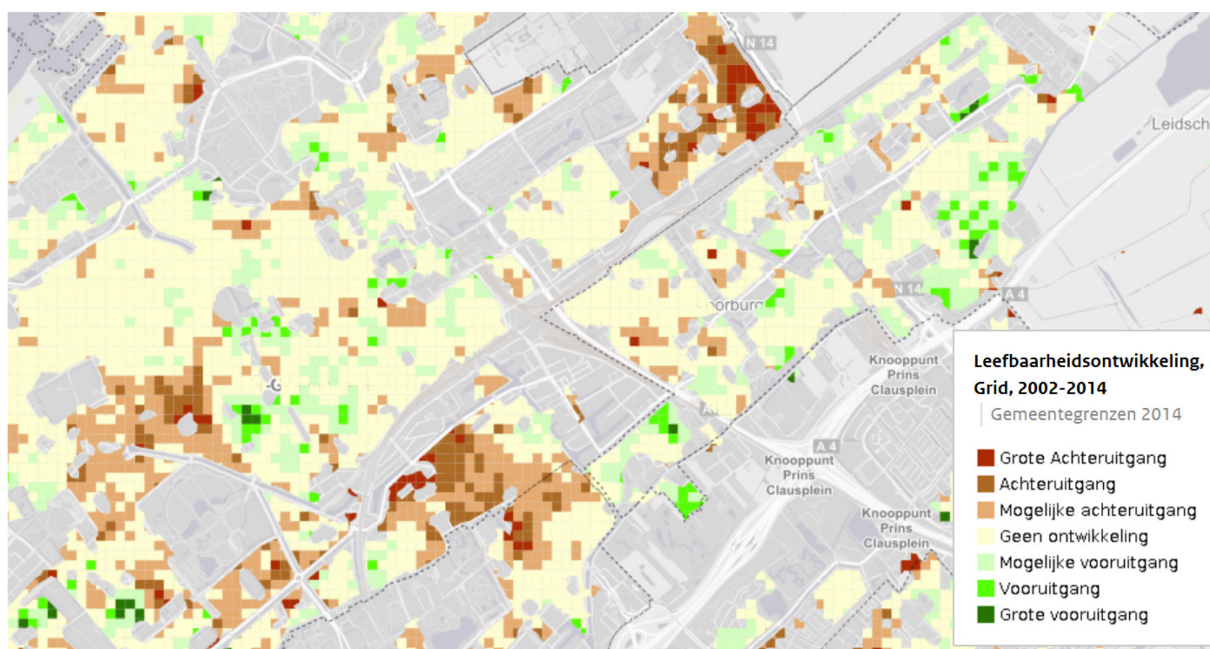 N 14
Leidsch
oorburg
N 14
A 4
Knooppunt
Prins
Clausplein
A 4
Knooppunt
Prins
Clausplein
Knooppunt
Prins
Clausplein
Leefbaarheidsontwikkeling,
Grid, 2002-2014
Gemeentegrenzen 2014
Grote Achteruitgang
Achteruitgang
Mogelijke achteruitgang
Geen ontwikkeling
Mogelijke vooruitgang
Vooruitgang
Grote vooruitgang